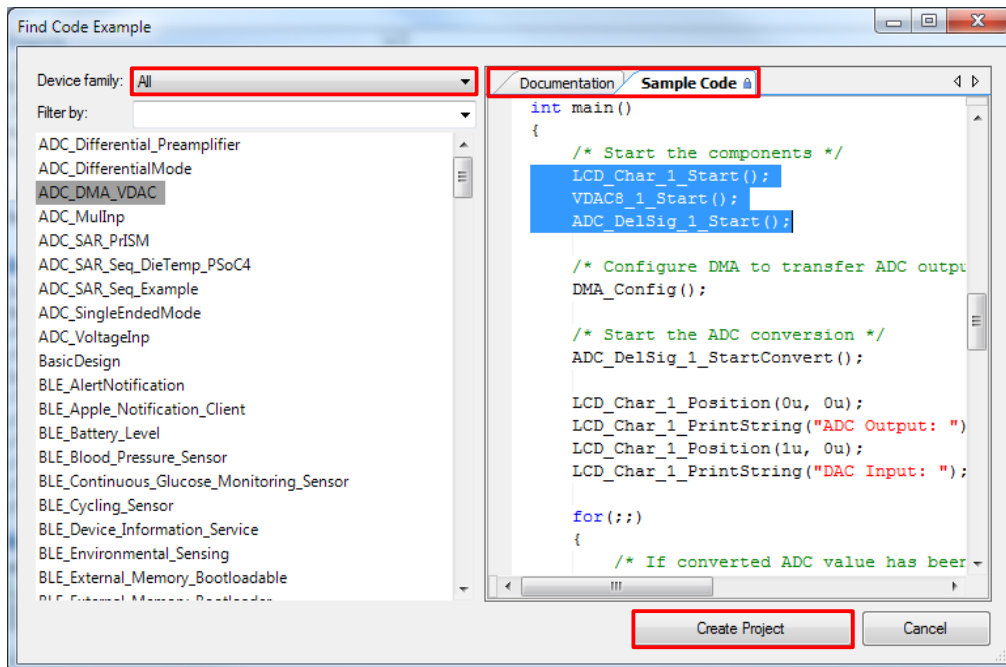 Find Code Example
Device family: All
Filter by:
ADC_Differential_Preamplifier
ADC_DifferentialMode
ADC_DMA_VDAC
ADC_MulInp
ADC_SAR_PrISM
ADC_SAR_Seq_DieTemp_PSoC4
ADC_SAR_Seq_Example
ADC_SingleEndedMode
ADC_VoltageInp
BasicDesign
BLE_AlertNotification
BLE_Apple_Notification_Client
BLE_Battery_Level
BLE_Blood_Pressure_Sensor
BLE_Continuous_Glucose_Monitoring_Sensor
BLE_Cycling_Sensor
BLE_Device_Information_Service
BLE_Environmental_Sensing
BLE_External_Memory_Bootloadable
Documentation Sample Code
int main()
{
/* Start the components */
LCD_Char_1_Start();
VDAC8_1_Start();
ADC_DelSig_1_Start();
/* Configure DMA to transfer ADC outpu
DMA_Config();
/* Start the ADC conversion */
ADC_DelSig_1_StartConvert();
LCD_Char_1_Position(0u, 0u);
LCD_Char_1_PrintString("ADC Output: ")
LCD_Char_1_Position(1u, 0u);
LCD_Char_1_PrintString("DAC Input: ");
for(;;)
{
/* If converted ADC value has been
Create Project
Cancel